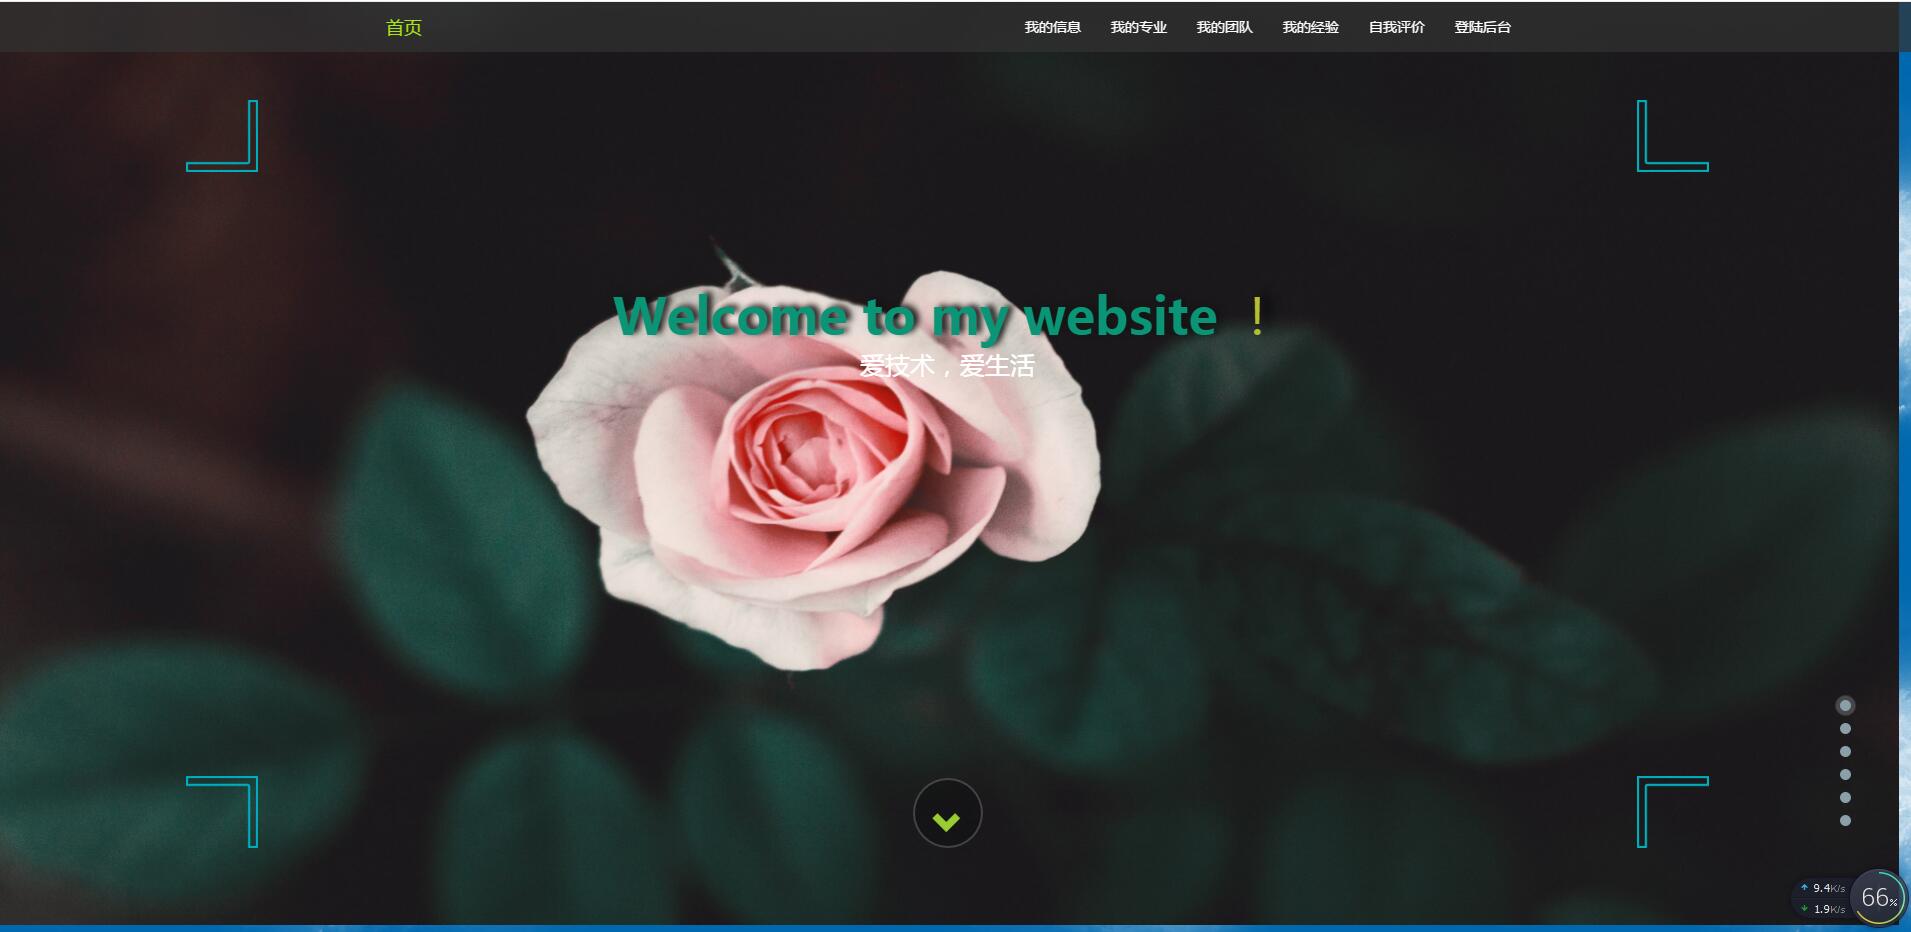 首页
我的信息 我的专业 我的团队 我的经验 自我评价 登陆后台
Welcome to my website ！
爱技术，爱生活
9.4K/s
1.9K/s
66%